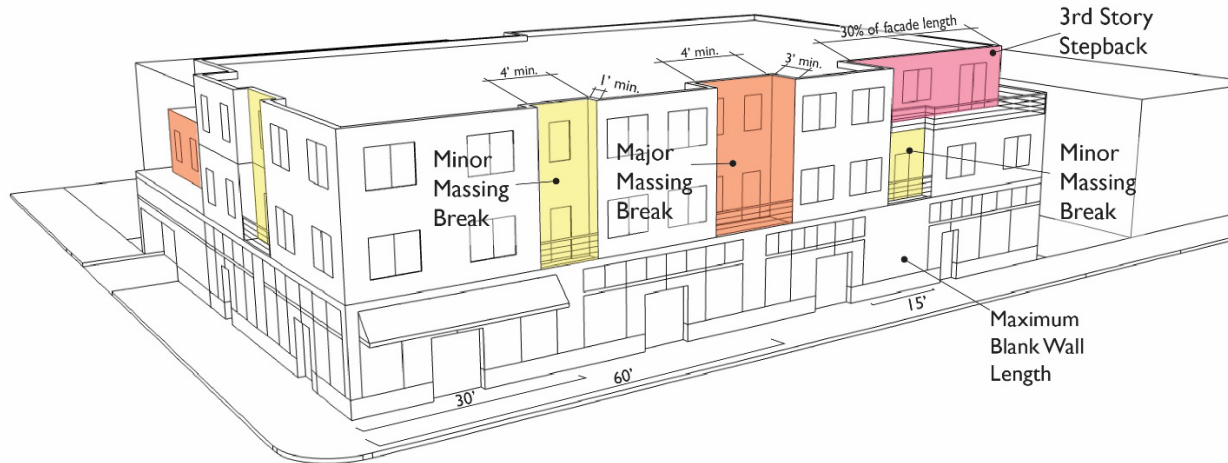 30% of facade length
3rd Story
Stepback
4' min.
1' min.
4' min.
3' min.
Minor
Massing
Break
Major
Massing
Break
Minor
Massing
Break
15'
Maximum
Blank Wall
Length
30'
60'